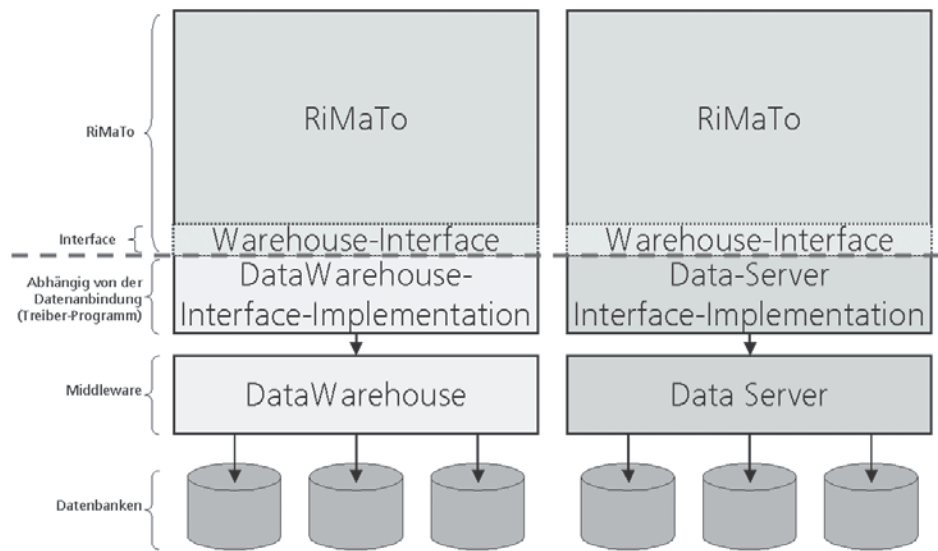 RiMaTo
RiMaTo
RiMaTo
Interface
Warehouse-Interface
Warehouse-Interface
Abhängig von der
Datenanbindung
(Treiber-Programm)
DataWarehouse-
Interface-Implementation
Data-Server
Interface-Implementation
Middleware
DataWarehouse
Data Server
Datenbanken